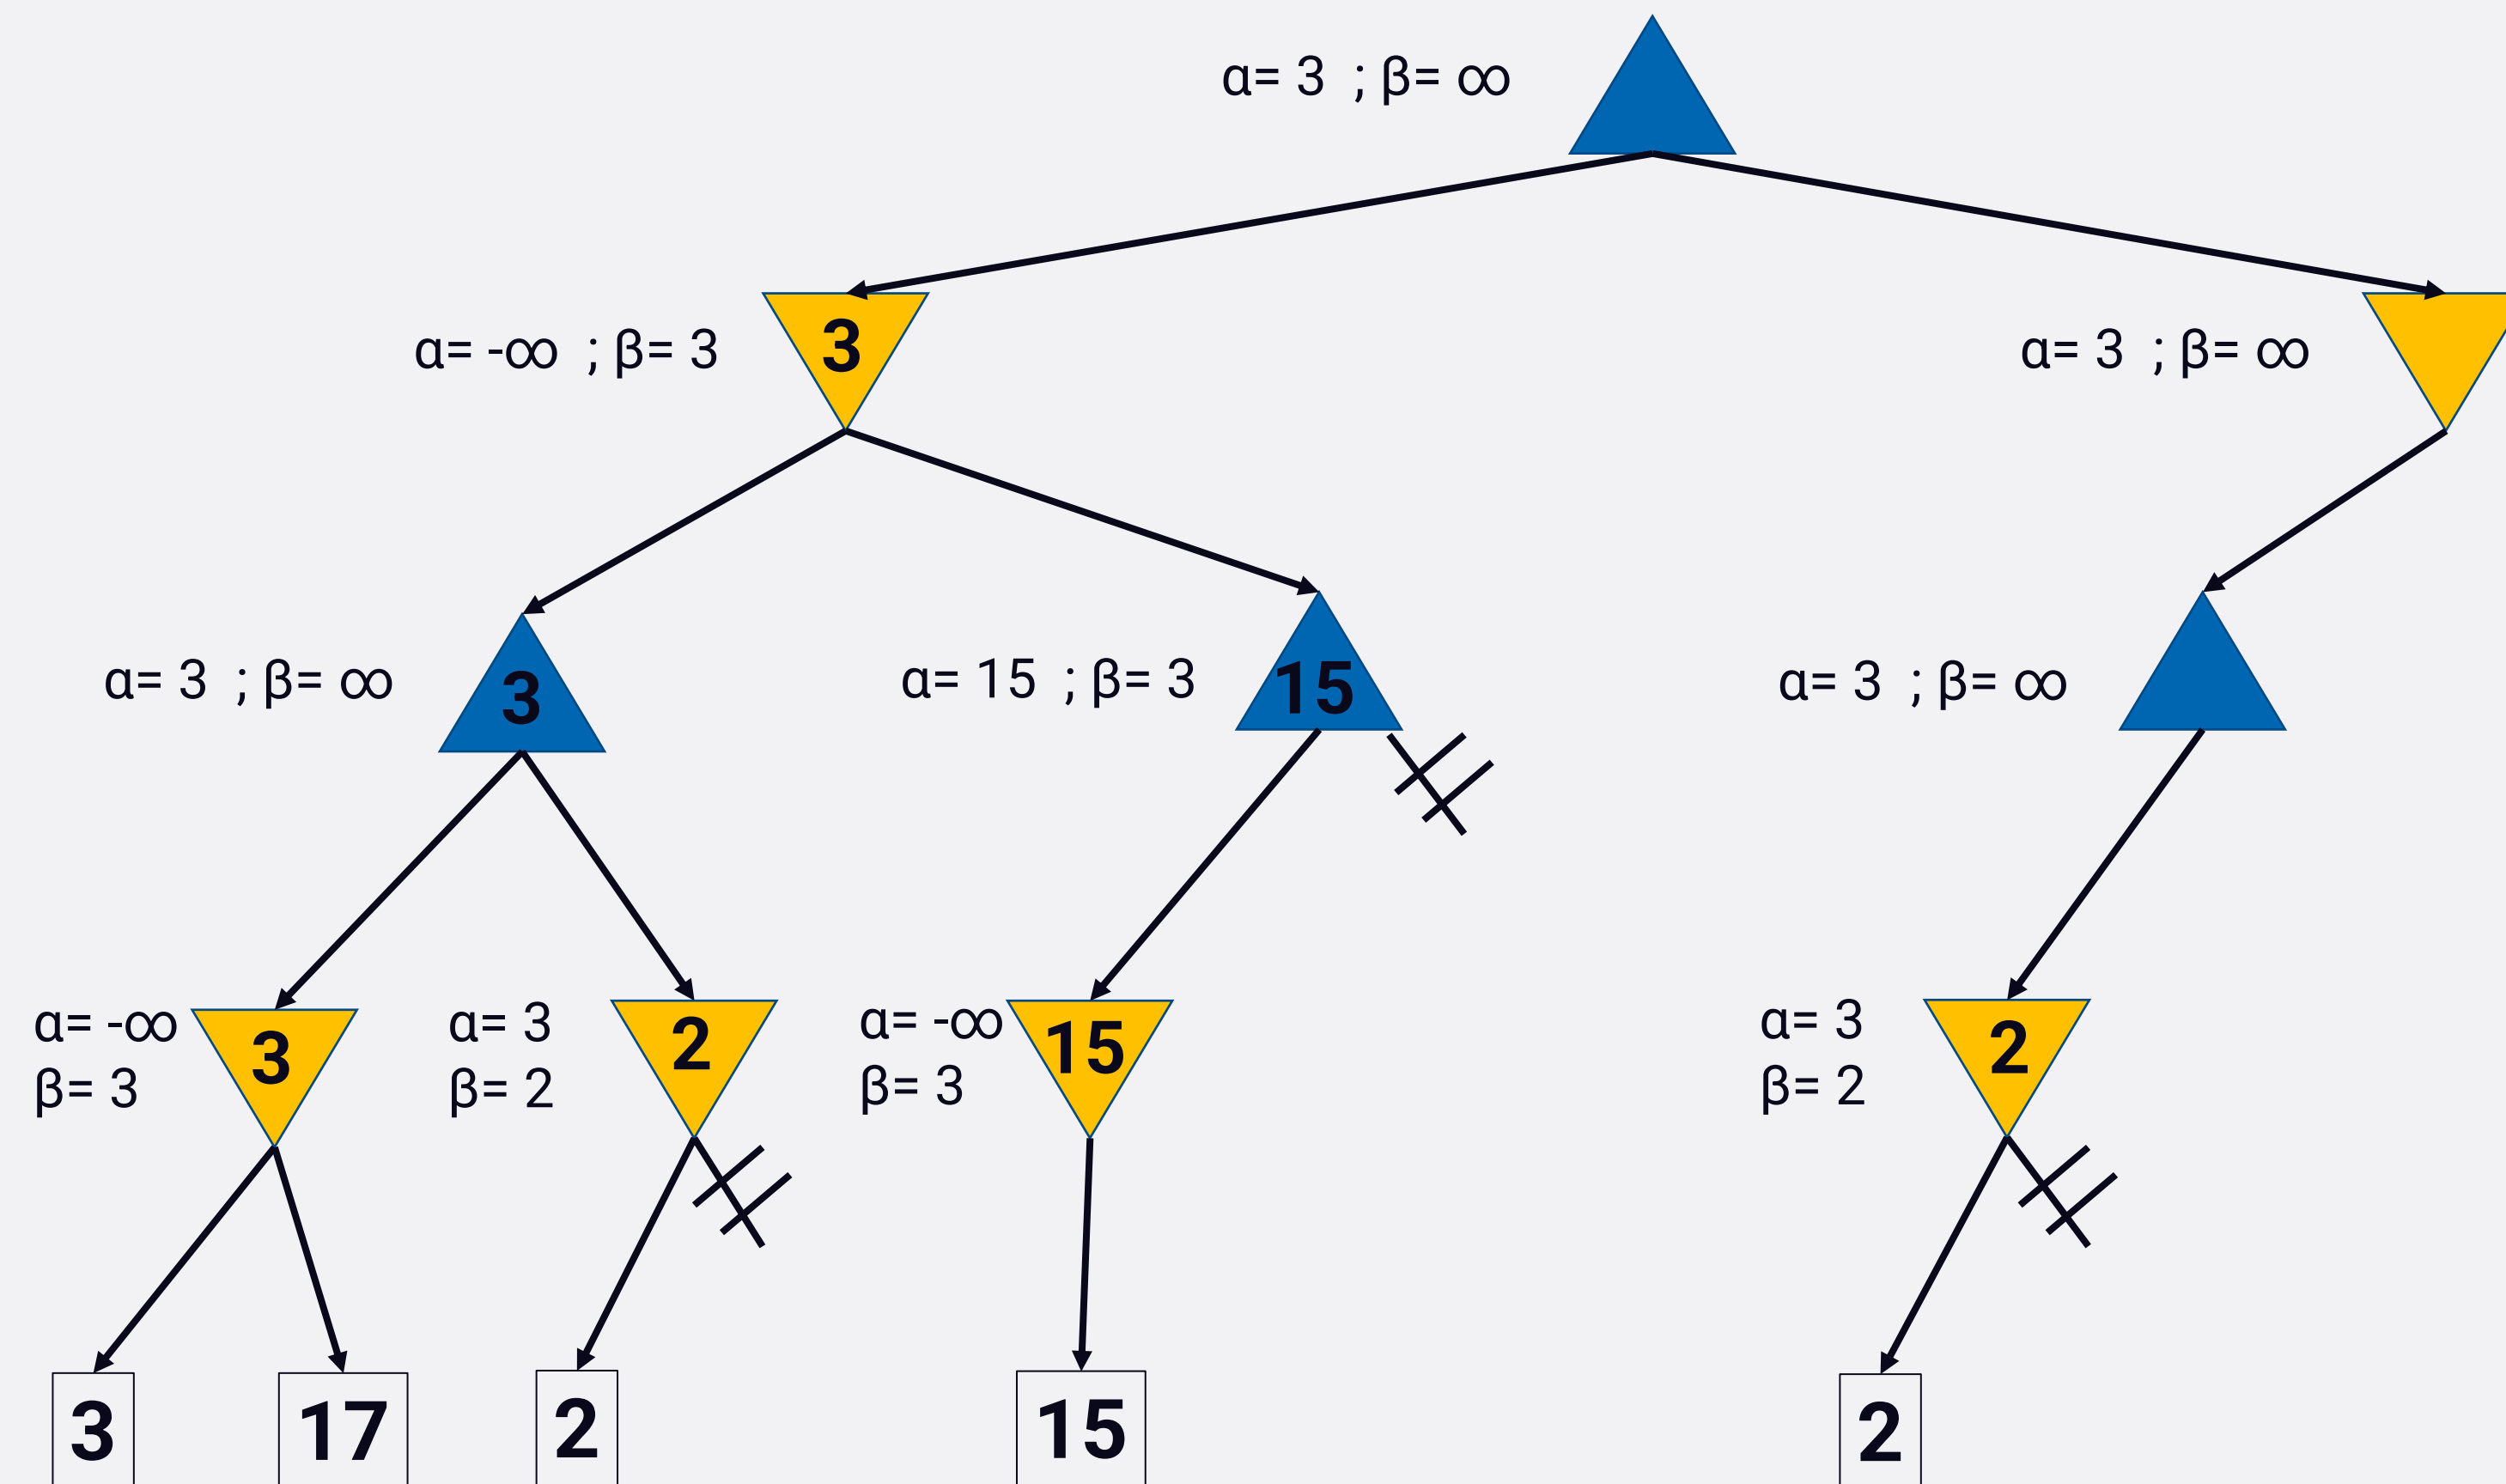 α= 3 ; β= ∞
α= -∞ ; β= 3
3
α= 3 ; β= ∞
α= 3 ; β= ∞
3
α= 15 ; β= 3
15
α= 3 ; β= ∞
α= -∞
β= 3
3
α= 3
β= 2
2
α= -∞
β= 3
15
α= 3
β= 2
2
3
17
2
15
2